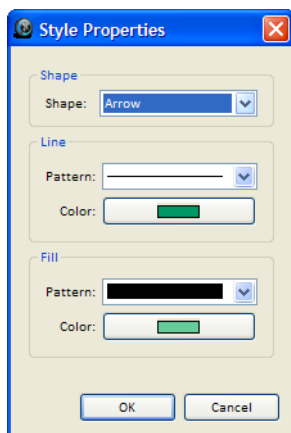 Style Properties
Shape
Shape: Arrow
Line
Pattern:
Color:
Fill
Pattern:
Color:
OK Cancel